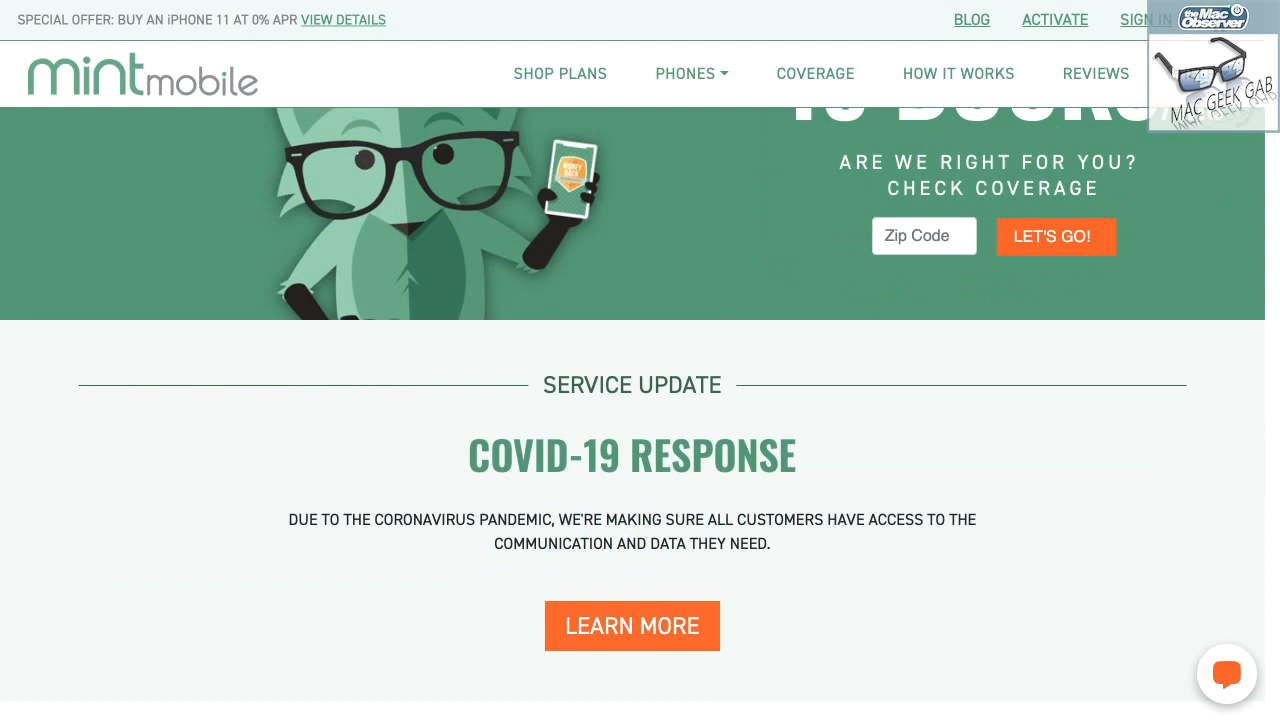 SPECIAL OFFER: BUY AN iPHONE 11 AT 0% APR VIEW DETAILS
BLOG ACTIVATE SIGN IN
the Mac Observer
mint mobile
SHOP PLANS PHONES COVERAGE HOW IT WORKS REVIEWS
MAC GEEK GAB
MONEY BACK
ARE WE RIGHT FOR YOU?
CHECK COVERAGE
Zip Code LET'S GO!
SERVICE UPDATE
COVID-19 RESPONSE
DUE TO THE CORONAVIRUS PANDEMIC, WE'RE MAKING SURE ALL CUSTOMERS HAVE ACCESS TO THE
COMMUNICATION AND DATA THEY NEED.
LEARN MORE